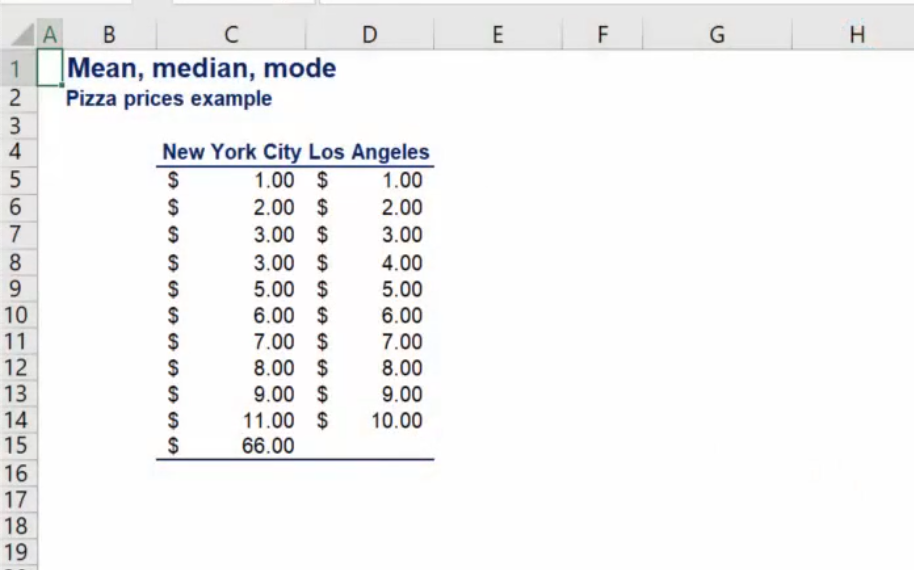 A B C D E F G H
1 Mean, median, mode
2 Pizza prices example
3
4 New York City Los Angeles
5 $ 1.00 $ 1.00
6 $ 2.00 $ 2.00
7 $ 3.00 $ 3.00
8 $ 3.00 $ 4.00
9 $ 5.00 $ 5.00
10 $ 6.00 $ 6.00
11 $ 7.00 $ 7.00
12 $ 8.00 $ 8.00
13 $ 9.00 $ 9.00
14 $ 11.00 $ 10.00
15 $ 66.00
16
17
18
19